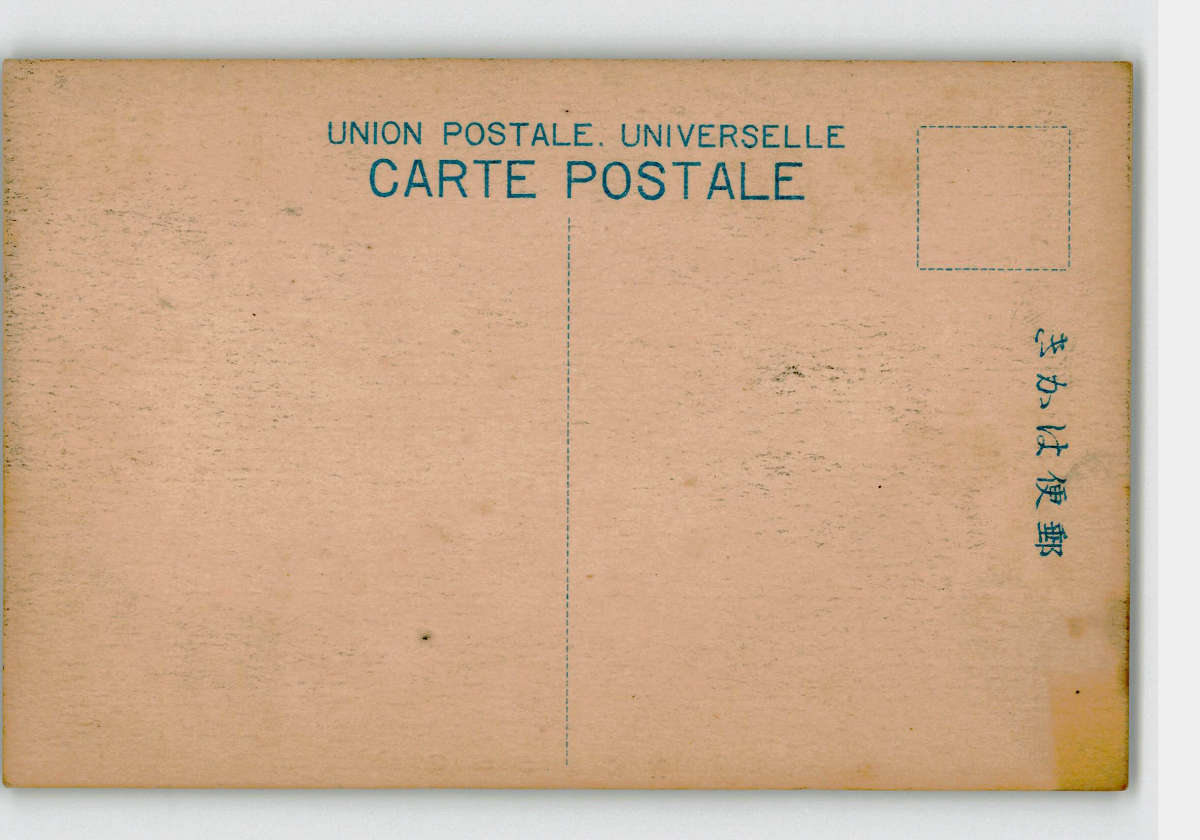 UNION POSTALE. UNIVERSELLE
CARTE POSTALE
郵便はかき